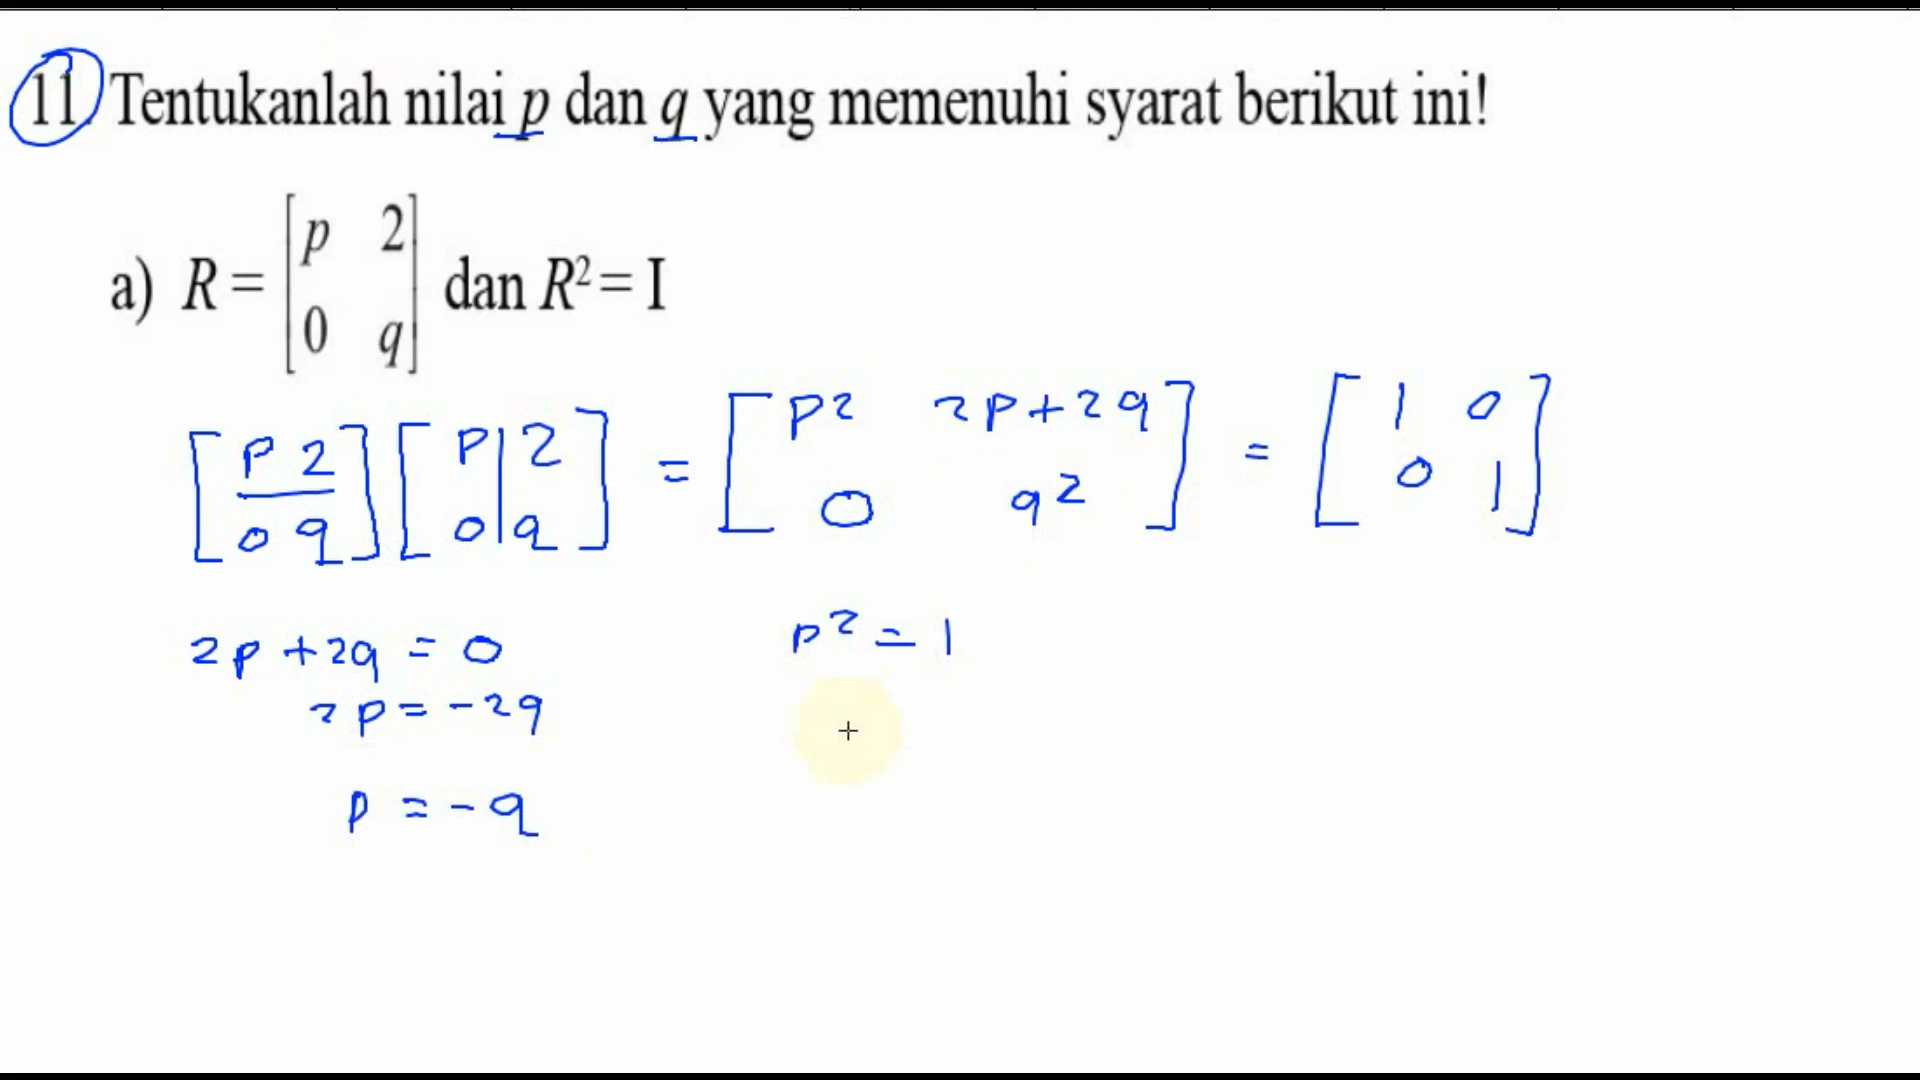 11. Tentukanlah nilai p dan q yang memenuhi syarat berikut ini!
a) R = [p 2; 0 q] dan R² = I
[p 2; 0 q] [p 2; 0 q] = [p² 2p+2q; 0 q²] = [1 0; 0 1]
2p + 2q = 0
2p = -2q
p = -q
p² = 1